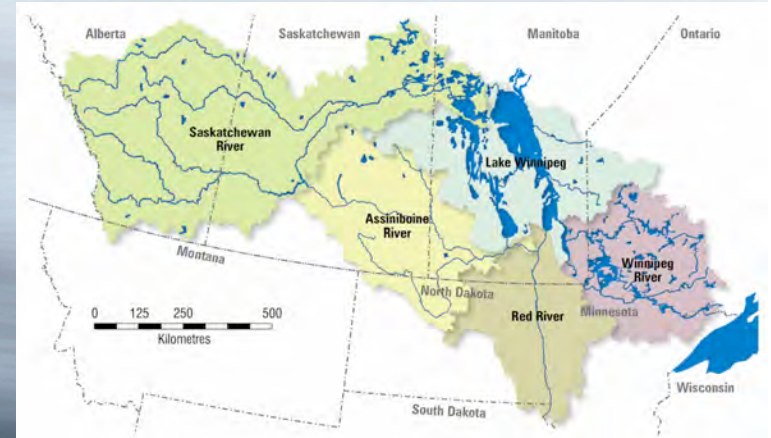 Alberta
Saskatchewan
Manitoba
Ontario
Saskatchewan
River
Lake Winnipeg
Assiniboine
River
Winnipeg
River
Montana
North Dakota
Red River
Minnesota
0 125 250 500
Kilometres
Wisconsin
South Dakota